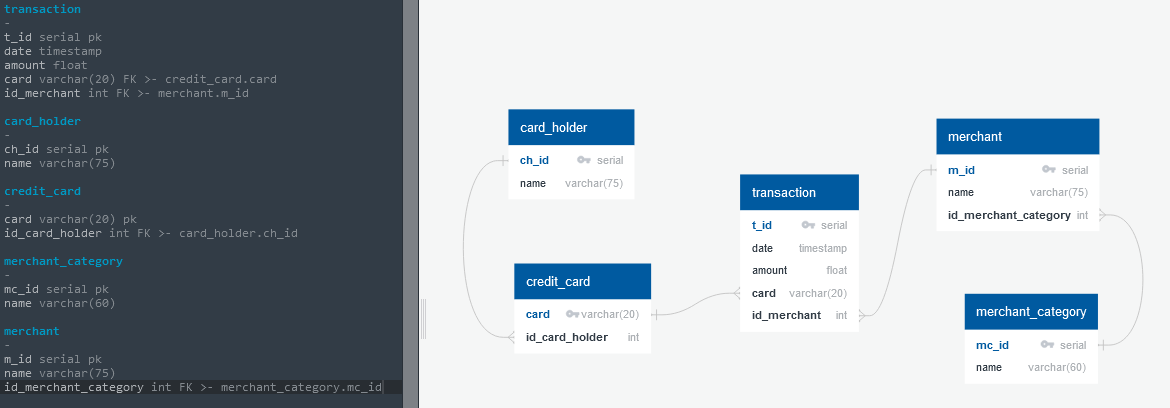 transaction
-
t_id serial pk
date timestamp
amount float
card varchar(20) FK >- credit_card.card
id_merchant int FK >- merchant.m_id
card_holder
-
ch_id serial pk
name varchar(75)
credit_card
-
card varchar(20) pk
id_card_holder int FK >- card_holder.ch_id
merchant_category
-
mc_id serial pk
name varchar(60)
merchant
-
m_id serial pk
name varchar(75)
id_merchant_category int FK >- merchant_category.mc_id
card_holder
ch_id serial
name varchar(75)
credit_card
card varchar(20)
id_card_holder int
transaction
t_id serial
date timestamp
amount float
card varchar(20)
id_merchant int
merchant
m_id serial
name varchar(75)
id_merchant_category int
merchant_category
mc_id serial
name varchar(60)